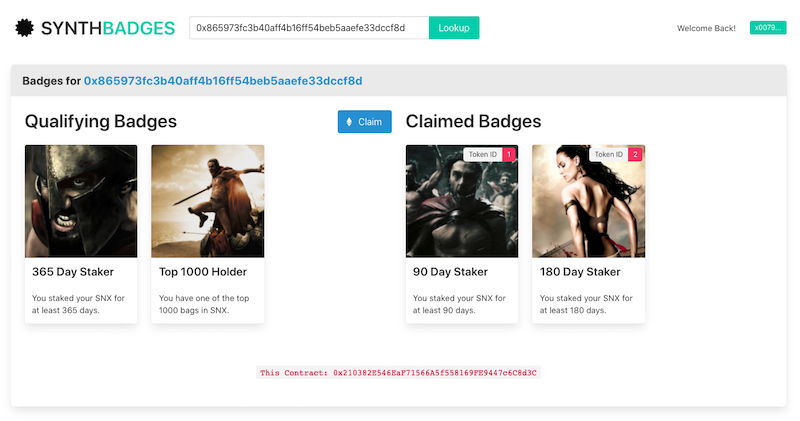 SYNTHBADGES
0x865973fc3b40aff4b16ff54beb5aaefe33dccf8d
Lookup
Welcome Back!
x0079...
Badges for 0x865973fc3b40aff4b16ff54beb5aaefe33dccf8d
Qualifying Badges
Claim
Claimed Badges
365 Day Staker
You staked your SNX for
at least 365 days.
Top 1000 Holder
You have one of the top
1000 bags in SNX.
Token ID 1
90 Day Staker
You staked your SNX for
at least 90 days.
Token ID 2
180 Day Staker
You staked your SNX for
at least 180 days.
This Contract: 0x210382E546EaF71566A5f558169FE9447c6C8d3C